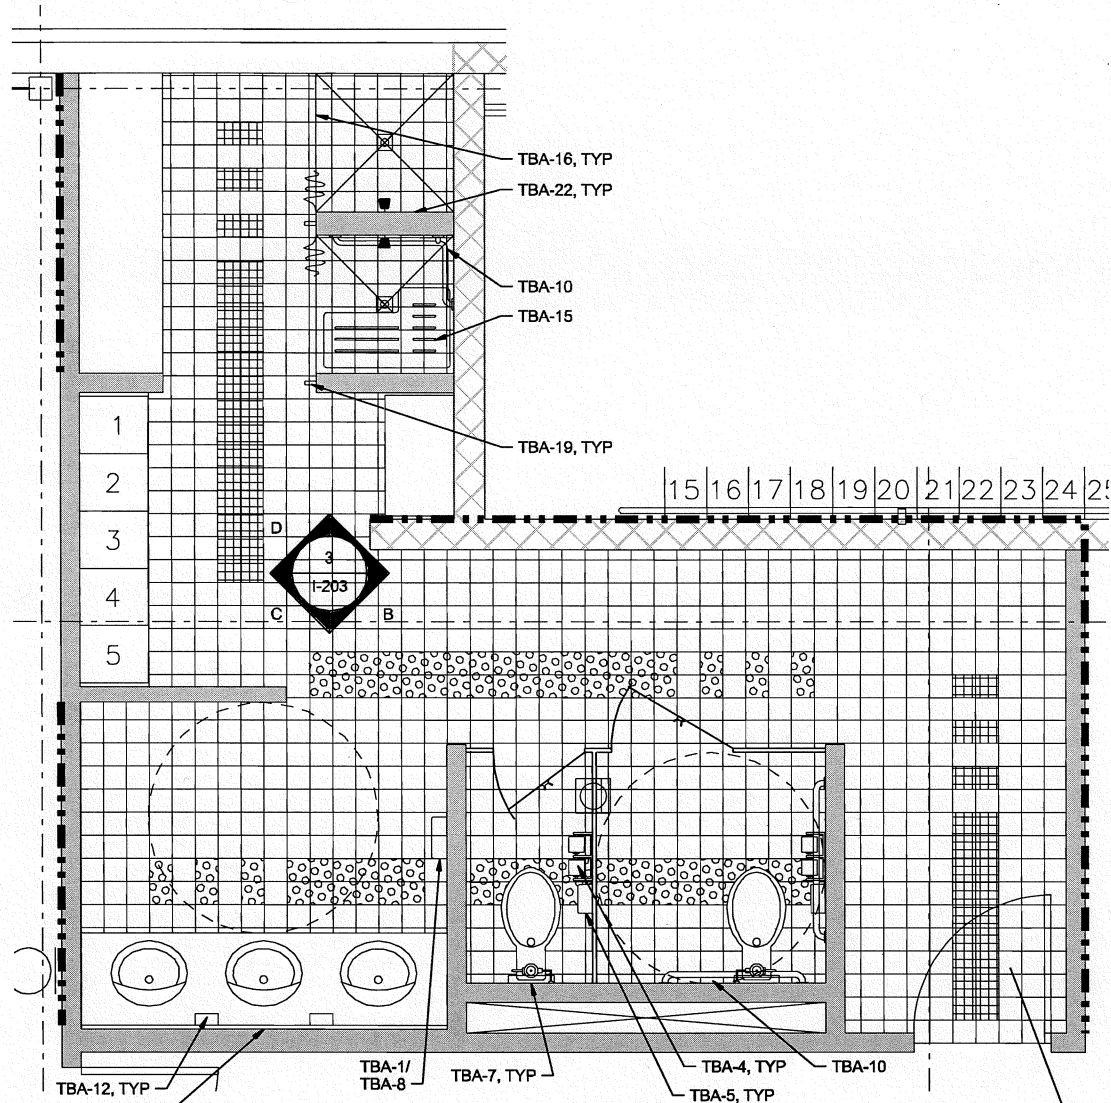 TBA-16, TYP
TBA-22, TYP
TBA-10
TBA-15
TBA-19, TYP
1
2
3
4
5
15 16 17 18 19 20 21 22 23 24 25
D
3
I-203
C
B
TBA-12, TYP
TBA-1/
TBA-8
TBA-7, TYP
TBA-4, TYP
TBA-5, TYP
TBA-10